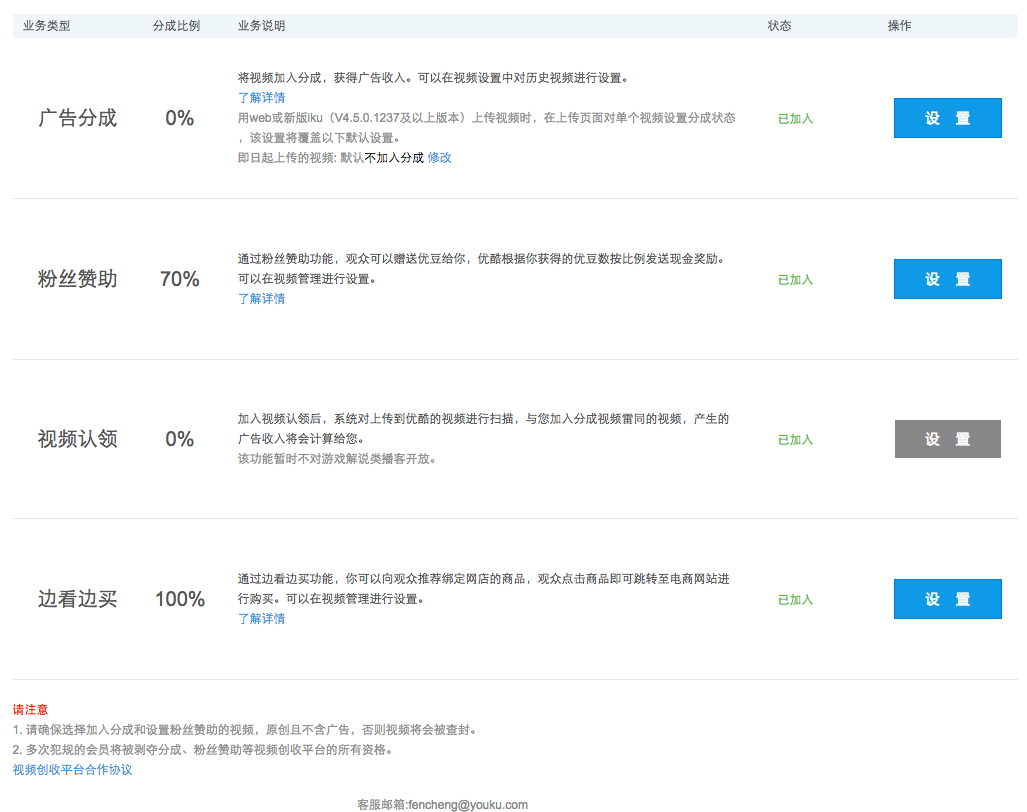 业务类型 分成比例 业务说明 状态 操作
将视频加入分成，获得广告收入。可以在视频设置中对历史视频进行设置。
了解详情
广告分成 0% 用web或新版iku（V4.5.0.1237及以上版本）上传视频时，在上传页面对单个视频设置分成状态 已加入 设 置
，该设置将覆盖以下默认设置。
即日起上传的视频: 默认不加入分成 修改
通过粉丝赞助功能，观众可以赠送优豆给你，优酷根据你获得的优豆数按比例发送现金奖励。
粉丝赞助 70% 可以在视频管理进行设置。 已加入 设 置
了解详情
加入视频认领后，系统对上传到优酷的视频进行扫描，与您加入分成视频雷同的视频，产生的
视频认领 0% 广告收入将会计算给您。 已加入 设 置
该功能暂时不对游戏解说类播客开放。
通过边看边买功能，你可以向观众推荐绑定网店的商品，观众点击商品即可跳转至电商网站进
边看边买 100% 行购买。可以在视频管理进行设置。 已加入 设 置
了解详情
请注意
1. 请确保选择加入分成和设置粉丝赞助的视频，原创且不含广告，否则视频将会被查封。
2. 多次犯规的会员将被剥夺分成、粉丝赞助等视频创收平台的所有资格。
视频创收平台合作协议
客服邮箱:fencheng@youku.com